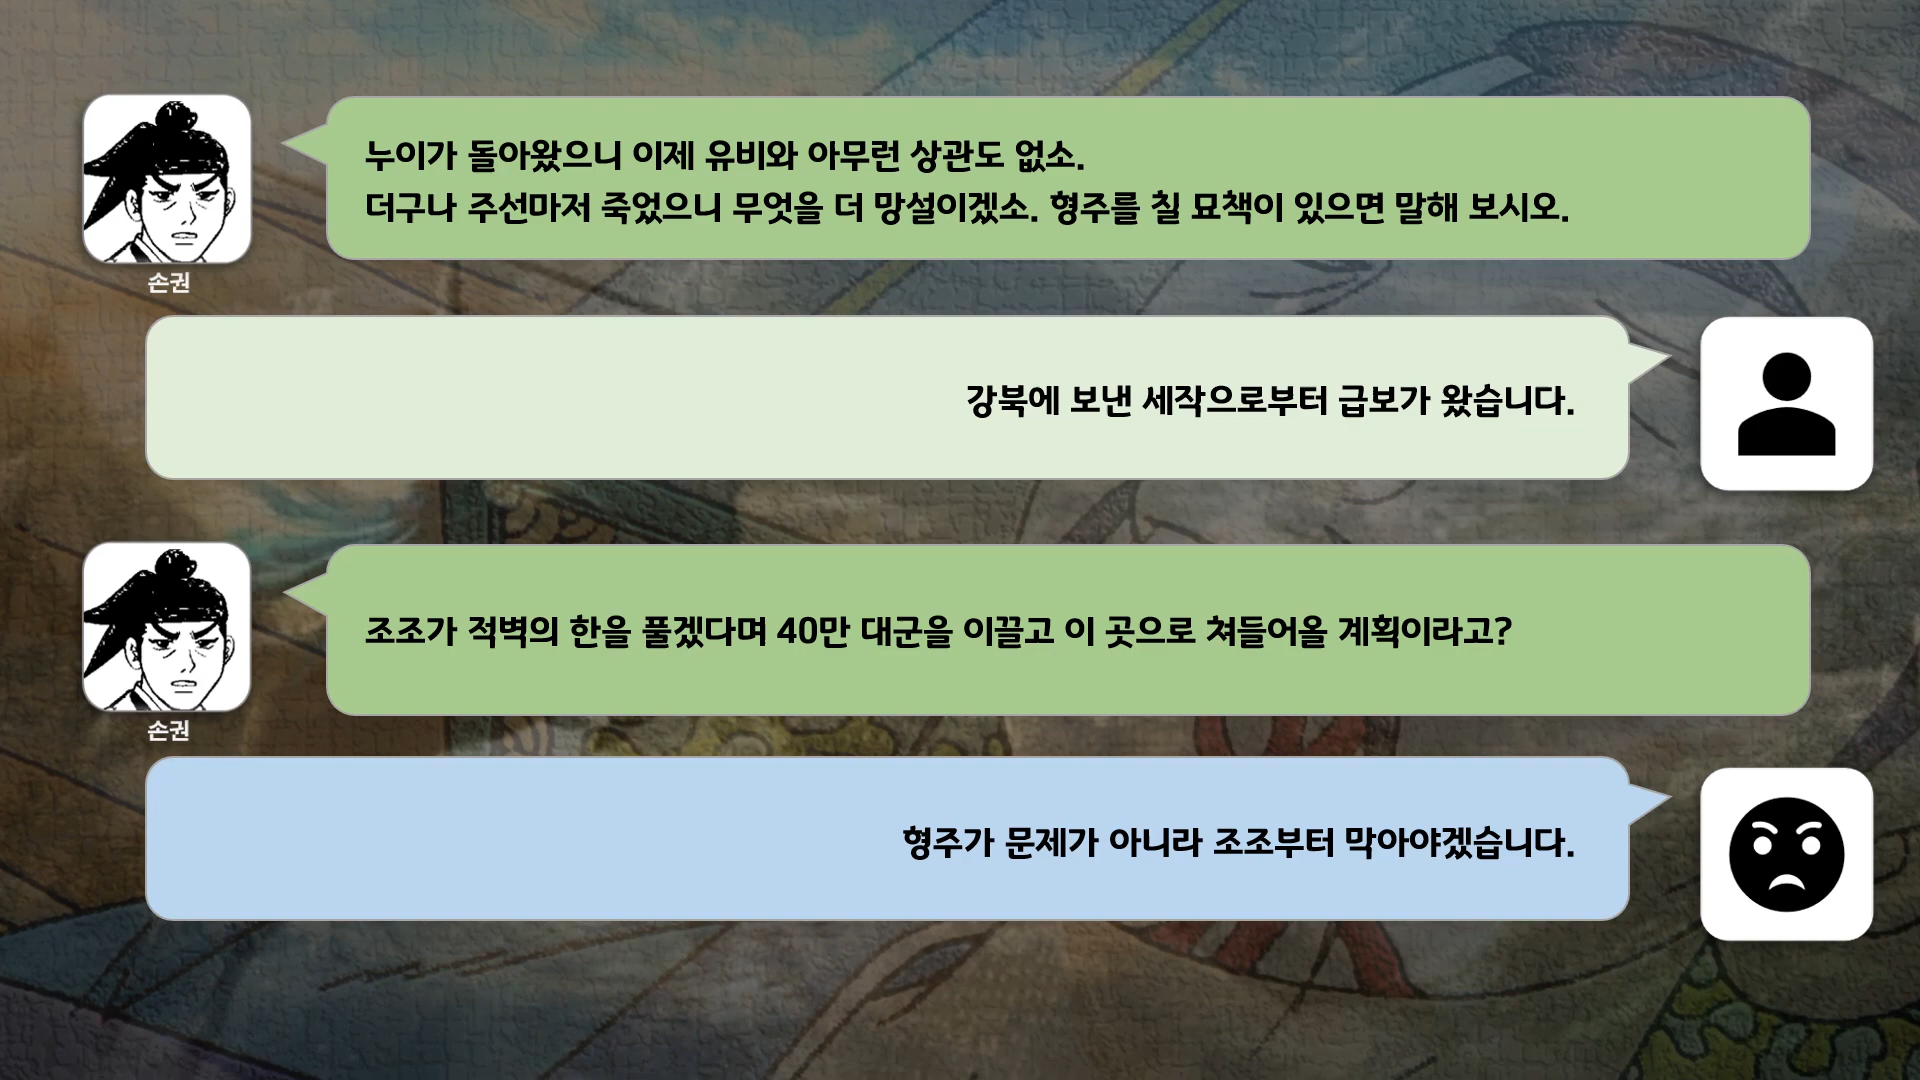 누이가 돌아왔으니 이제 유비와 아무런 상관도 없소.
더구나 주선마저 죽었으니 무엇을 더 망설이겠소. 형주를 칠 묘책이 있으면 말해 보시오.
손권
강북에 보낸 세작으로부터 급보가 왔습니다.
조조가 적벽의 한을 풀겠다며 40만 대군을 이끌고 이 곳으로 쳐들어올 계획이라고?
손권
형주가 문제가 아니라 조조부터 막아야겠습니다.